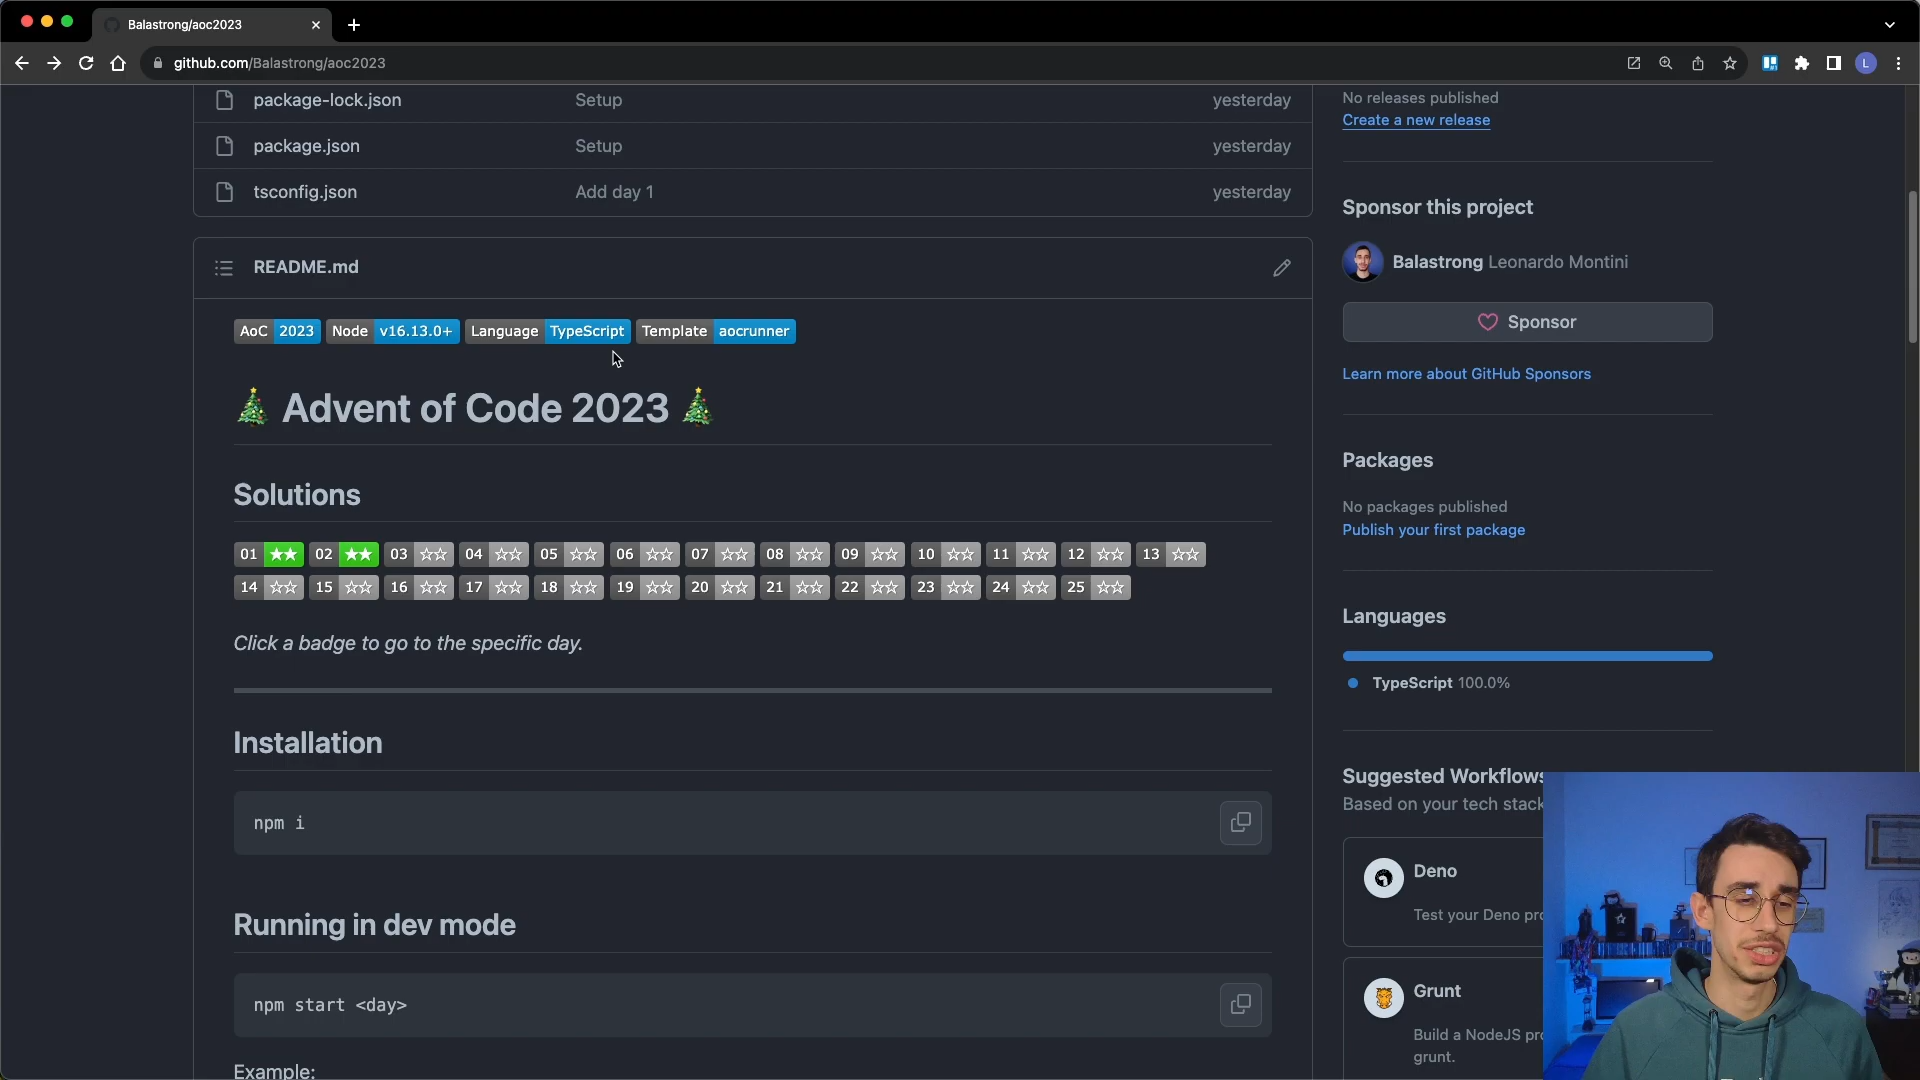 Balastrong/aoc2023
github.com/Balastrong/aoc2023
L
package-lock.json Setup yesterday
package.json Setup yesterday
tsconfig.json Add day 1 yesterday
README.md
AoC 2023 Node v16.13.0+ Language TypeScript Template aocrunner
Advent of Code 2023
Solutions
01 ★★ 02 ★★ 03 ☆☆ 04 ☆☆ 05 ☆☆ 06 ☆☆ 07 ☆☆ 08 ☆☆ 09 ☆☆ 10 ☆☆ 11 ☆☆ 12 ☆☆ 13 ☆☆
14 ☆☆ 15 ☆☆ 16 ☆☆ 17 ☆☆ 18 ☆☆ 19 ☆☆ 20 ☆☆ 21 ☆☆ 22 ☆☆ 23 ☆☆ 24 ☆☆ 25 ☆☆
Click a badge to go to the specific day.
Installation
npm i
Running in dev mode
npm start <day>
Example:
No releases published
Create a new release
Sponsor this project
Balastrong Leonardo Montini
Sponsor
Learn more about GitHub Sponsors
Packages
No packages published
Publish your first package
Languages
TypeScript 100.0%
Suggested Workflows
Based on your tech stack
Deno
Test your Deno pro
Grunt
Build a NodeJS pro
grunt.